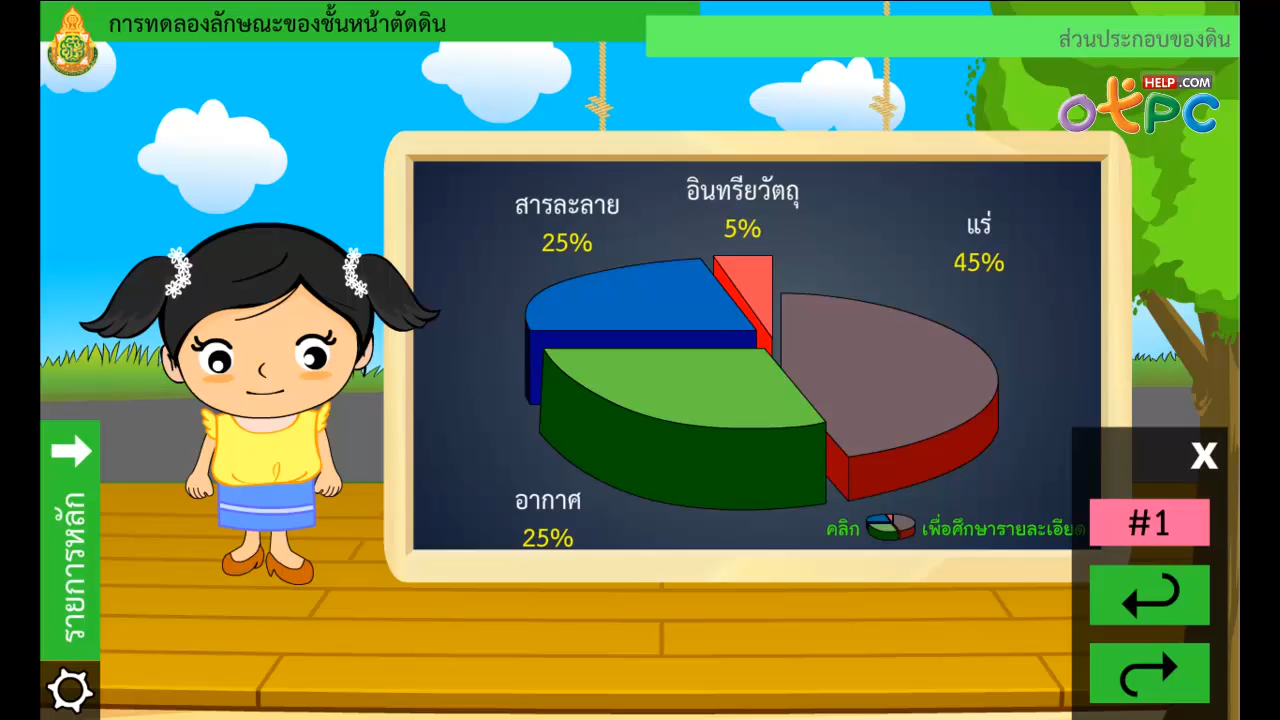 การทดลองลักษณะของชั้นหน้าตัดดิน
ส่วนประกอบของดิน
HELP.COM
OTPC
สารละลาย
25%
อินทรียวัตถุ
5%
แร่
45%
อากาศ
25%
คลิก เพื่อศึกษารายละเอียด
รายการหลัก
X
#1